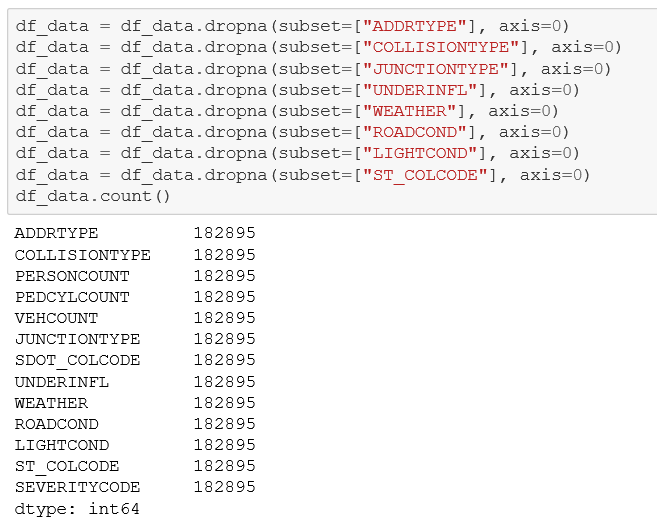 df_data = df_data.dropna(subset=["ADDRTYPE"], axis=0)
df_data = df_data.dropna(subset=["COLLISIONTYPE"], axis=0)
df_data = df_data.dropna(subset=["JUNCTIONTYPE"], axis=0)
df_data = df_data.dropna(subset=["UNDERINFL"], axis=0)
df_data = df_data.dropna(subset=["WEATHER"], axis=0)
df_data = df_data.dropna(subset=["ROADCOND"], axis=0)
df_data = df_data.dropna(subset=["LIGHTCOND"], axis=0)
df_data = df_data.dropna(subset=["ST_COLCODE"], axis=0)
df_data.count()
ADDRTYPE         182895
COLLISIONTYPE    182895
PERSONCOUNT      182895
PEDCYLCOUNT      182895
VEHCOUNT         182895
JUNCTIONTYPE     182895
SDOT_COLCODE     182895
UNDERINFL        182895
WEATHER          182895
ROADCOND         182895
LIGHTCOND        182895
ST_COLCODE       182895
SEVERITYCODE     182895
dtype: int64